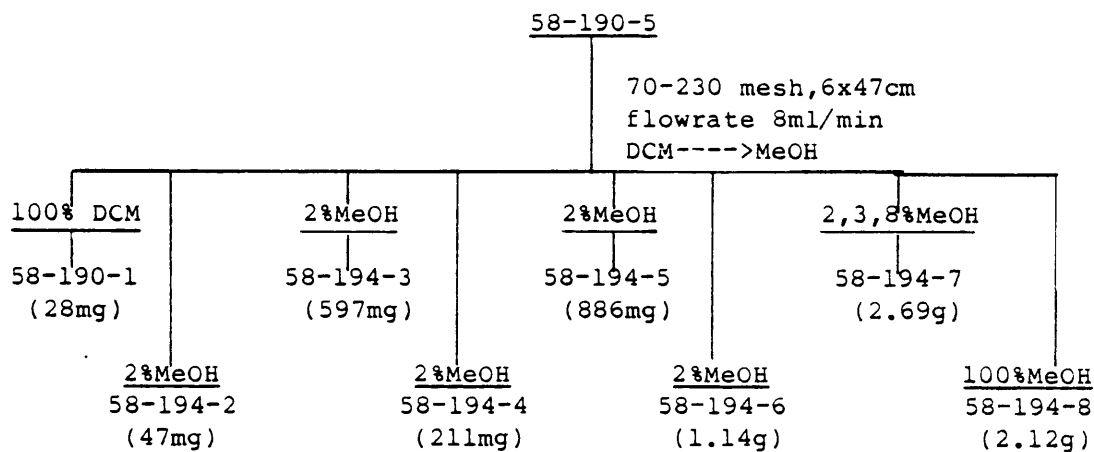 58-190-5
70-230 mesh,6x47cm
flowrate 8ml/min
DCM---->MeOH
100% DCM
58-190-1
(28mg)
2%MeOH
58-194-2
(47mg)
2%MeOH
58-194-3
(597mg)
2%MeOH
58-194-4
(211mg)
2%MeOH
58-194-5
(886mg)
2%MeOH
58-194-6
(1.14g)
2,3,8%MeOH
58-194-7
(2.69g)
100%MeOH
58-194-8
(2.12g)